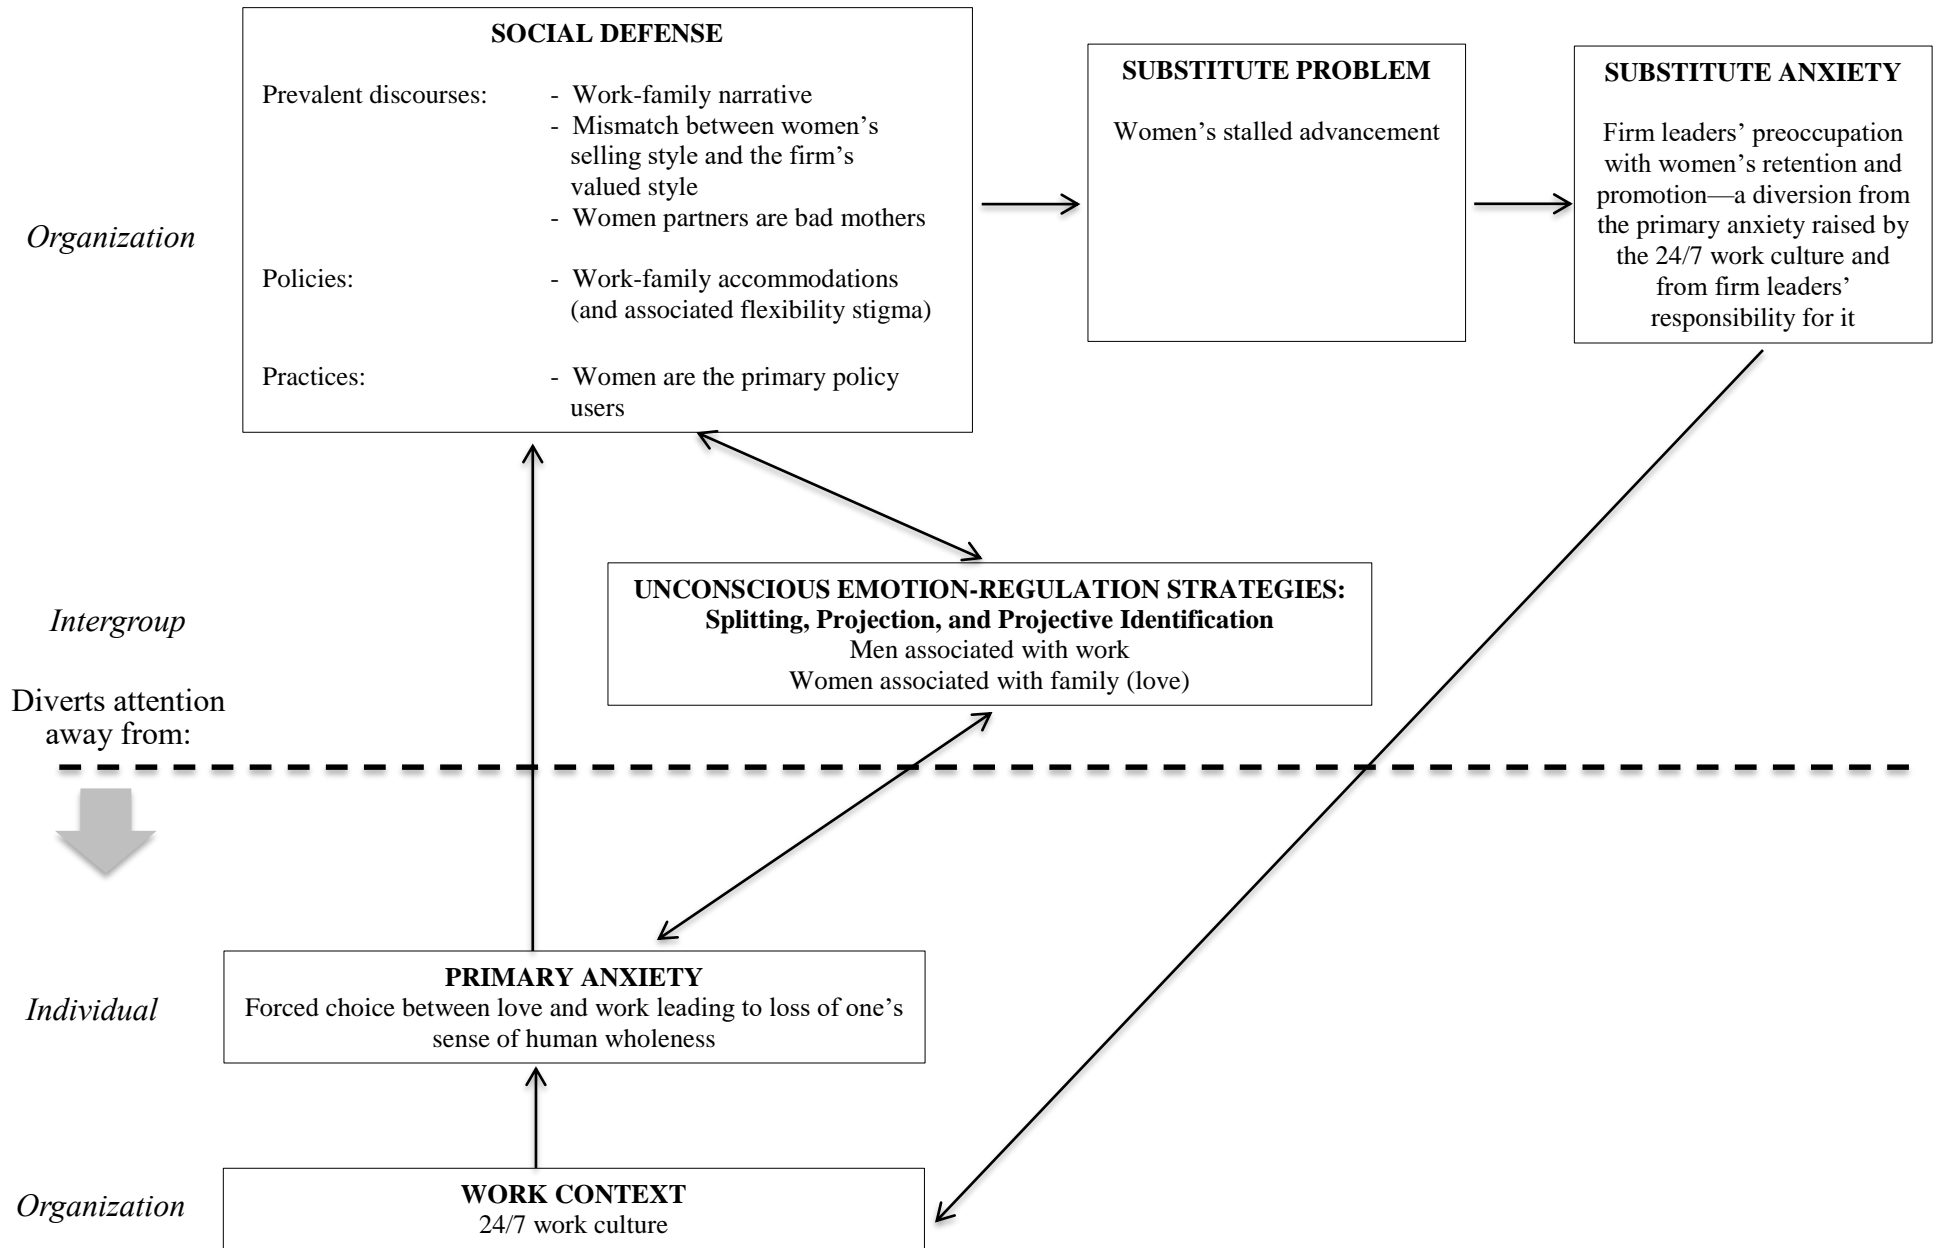 SOCIAL DEFENSE
Prevalent discourses:
- Work-family narrative
- Mismatch between women’s
selling style and the firm’s
valued style
- Women partners are bad mothers
Policies:
- Work-family accommodations
(and associated flexibility stigma)
Practices:
- Women are the primary policy
users
SUBSTITUTE PROBLEM
Women’s stalled advancement
SUBSTITUTE ANXIETY
Firm leaders’ preoccupation
with women’s retention and
promotion—a diversion from
the primary anxiety raised by
the 24/7 work culture and
from firm leaders’
responsibility for it
Organization
UNCONSCIOUS EMOTION-REGULATION STRATEGIES:
Splitting, Projection, and Projective Identification
Men associated with work
Women associated with family (love)
Intergroup
Diverts attention
away from:
PRIMARY ANXIETY
Forced choice between love and work leading to loss of one’s
sense of human wholeness
Individual
WORK CONTEXT
24/7 work culture
Organization